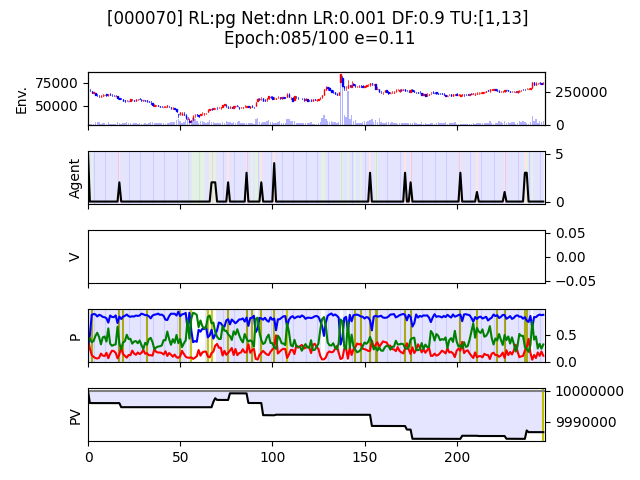 [000070] RL:pg Net:dnn LR:0.001 DF:0.9 TU:[1,13]
Epoch:085/100 e=0.11
Env.
75000
50000
250000
0
Agent
5
0
V
0.05
0.00
−0.05
P
0.5
0.0
PV
10000000
9990000
0 50 100 150 200